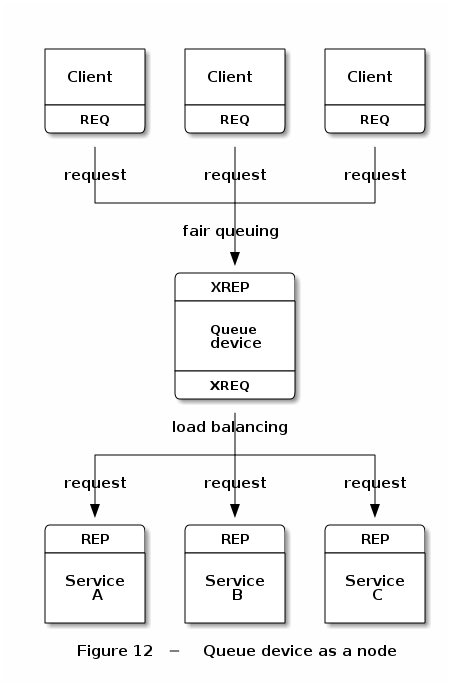 Client Client Client
REQ REQ REQ
request request request
fair queuing
XREP
Queue
device
XREQ
load balancing
request request request
REP REP REP
Service Service Service
A B C
Figure 12 − Queue device as a node